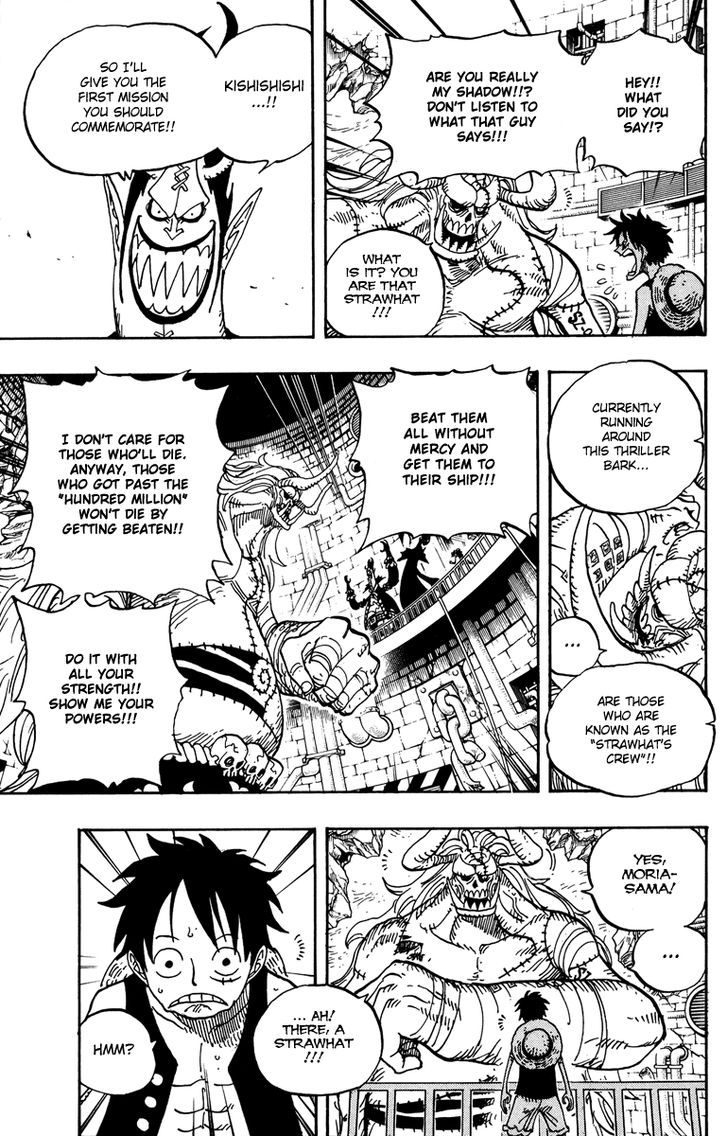 HEY!!
WHAT
DID YOU
SAY!?
ARE YOU REALLY
MY SHADOW!!?
DON'T LISTEN TO
WHAT THAT GUY
SAYS!!!
WHAT
IS IT? YOU
ARE THAT
STRAWHAT
!!!
KISHISHISHI
...!!
SO I'LL
GIVE YOU THE
FIRST MISSION
YOU SHOULD
COMMEMORATE!!
CURRENTLY
RUNNING
AROUND
THIS THRILLER
BARK...
...
ARE THOSE
WHO ARE
KNOWN AS THE
"STRAWHAT'S
CREW"!!
BEAT THEM
ALL WITHOUT
MERCY AND
GET THEM TO
THEIR SHIP!!!
I DON'T CARE FOR
THOSE WHO'LL DIE.
ANYWAY, THOSE
WHO GOT PAST THE
"HUNDRED MILLION"
WON'T DIE BY
GETTING BEATEN!!
DO IT WITH
ALL YOUR
STRENGTH!!
SHOW ME YOUR
POWERS!!!
YES,
MORIA-
SAMA!
...
... AH!
THERE, A
STRAWHAT
!!!
HMM?